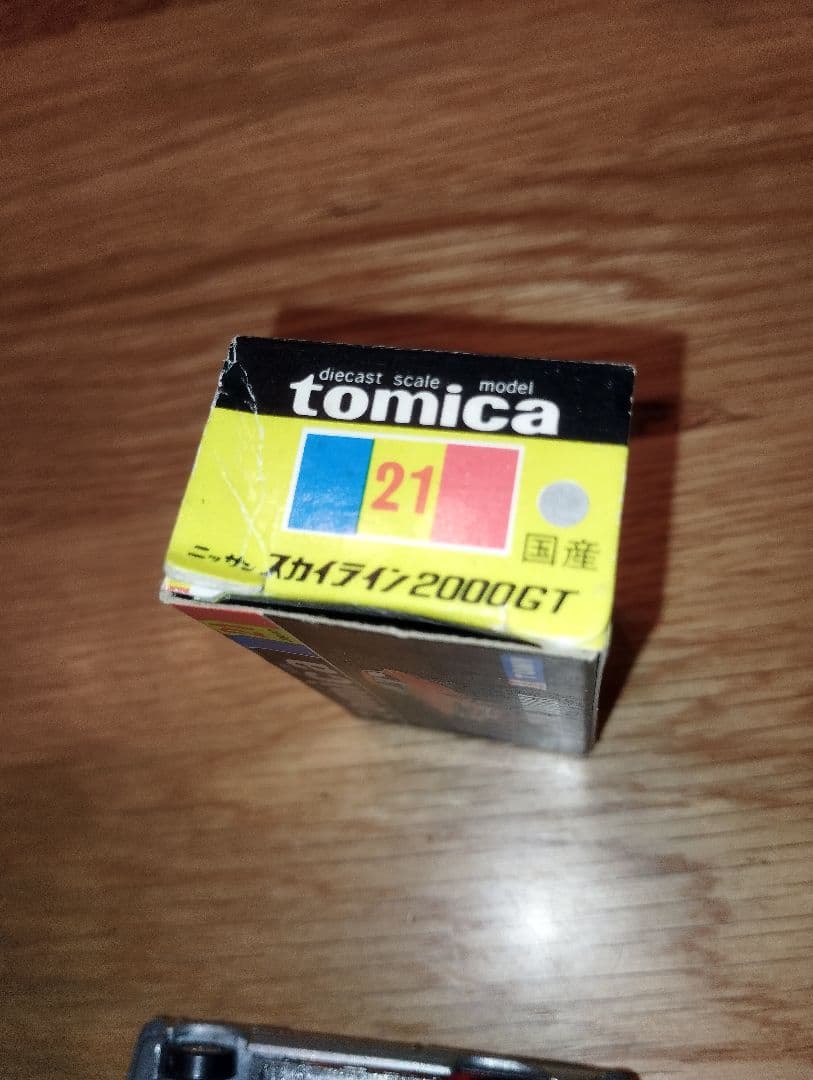 diecast scale model
tomica
21
国産
ニッサン スカイライン2000GT